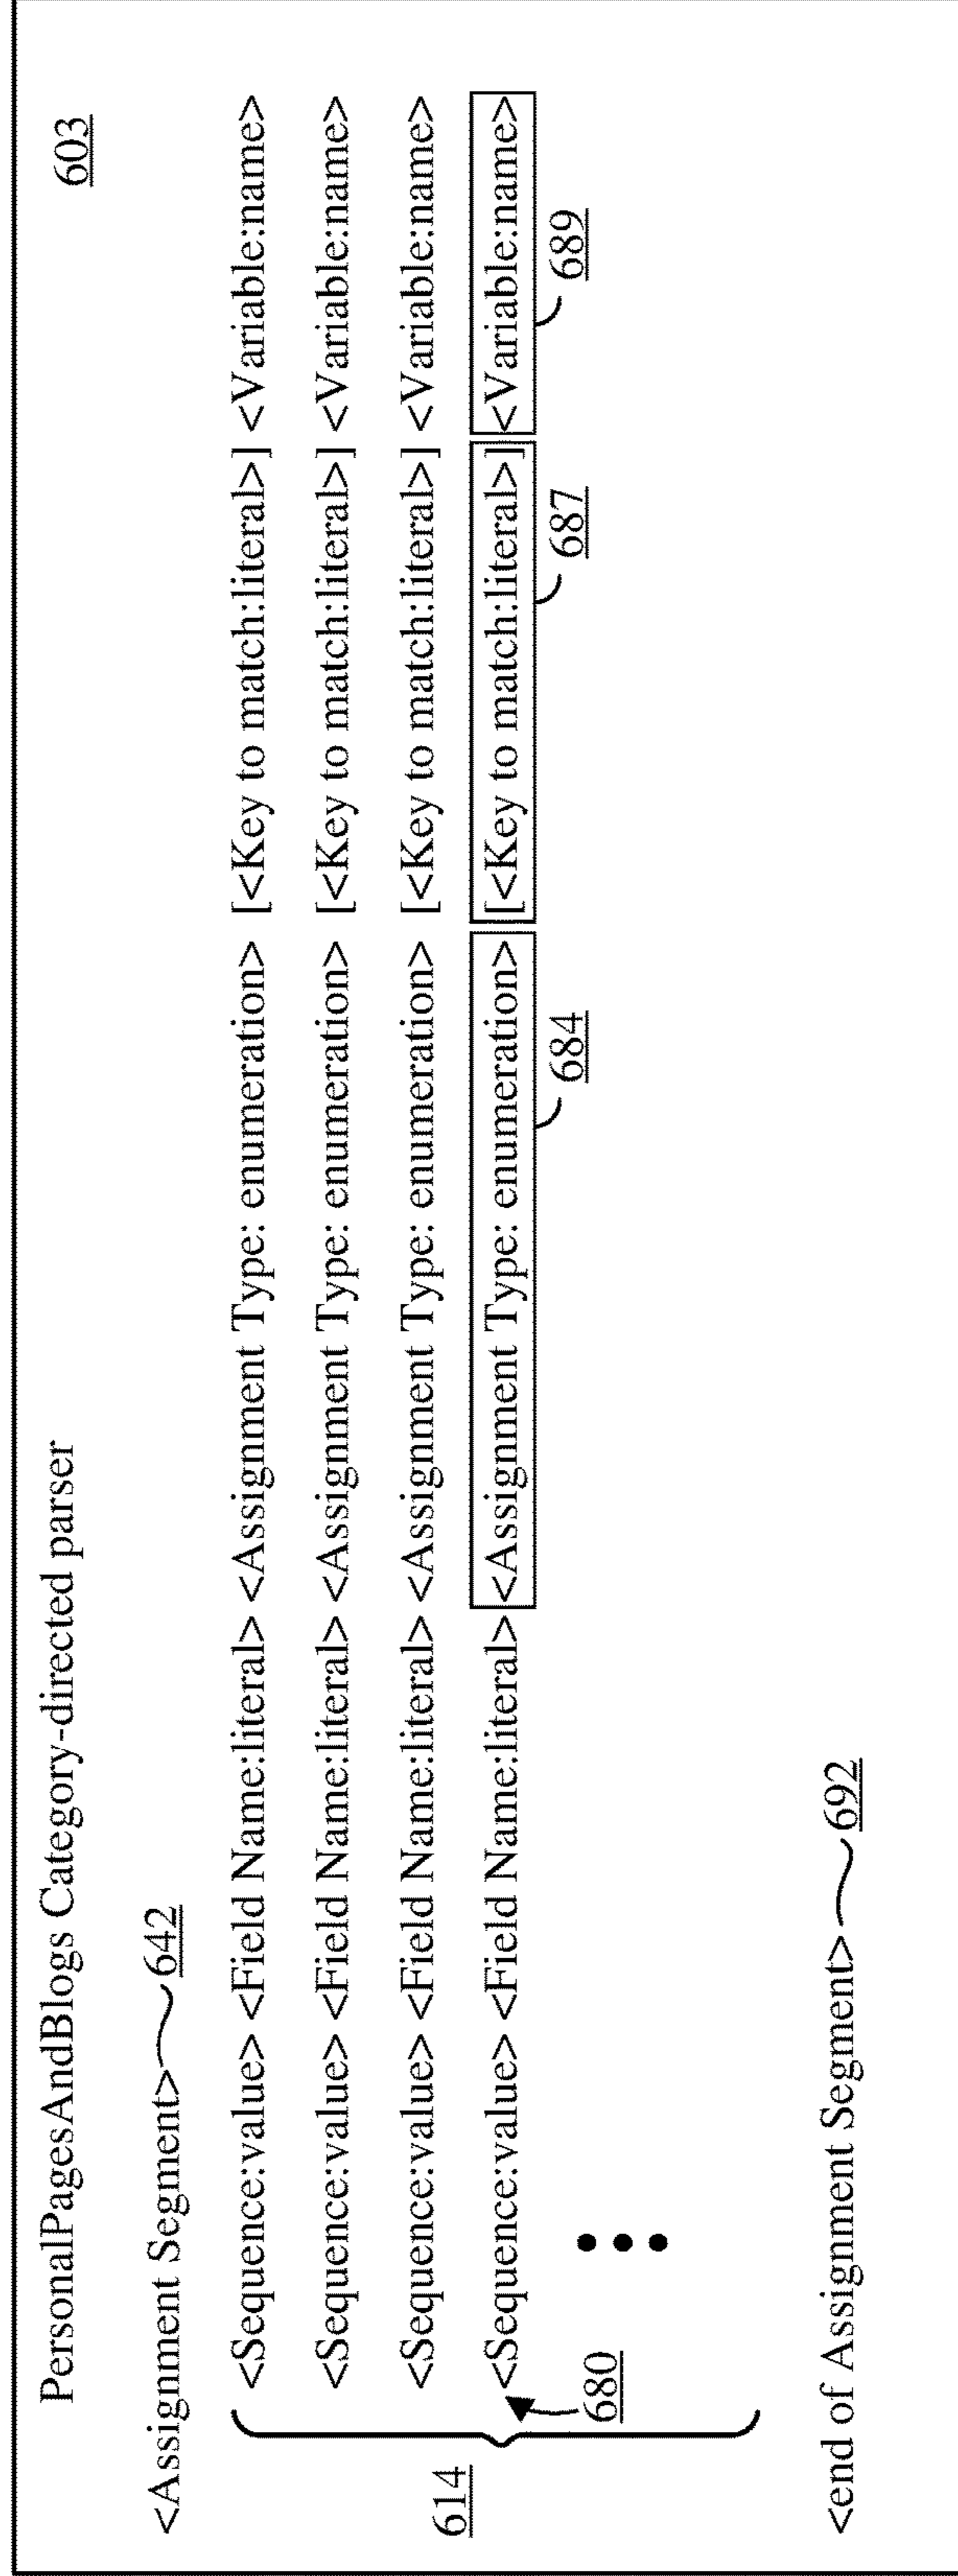 603
PersonalPagesAndBlogs Category-directed parser
<Assignment Segment> 642
<Sequence:value> <Field Name:literal> <Assignment Type: enumeration> [<Key to match:literal>] <Variable:name>
<Sequence:value> <Field Name:literal> <Assignment Type: enumeration> [<Key to match:literal>] <Variable:name>
<Sequence:value> <Field Name:literal> <Assignment Type: enumeration> [<Key to match:literal>] <Variable:name>
<Sequence:value> <Field Name:literal> <Assignment Type: enumeration> [<Key to match:literal>] <Variable:name>
614
680
684
687
689
<end of Assignment Segment> 692